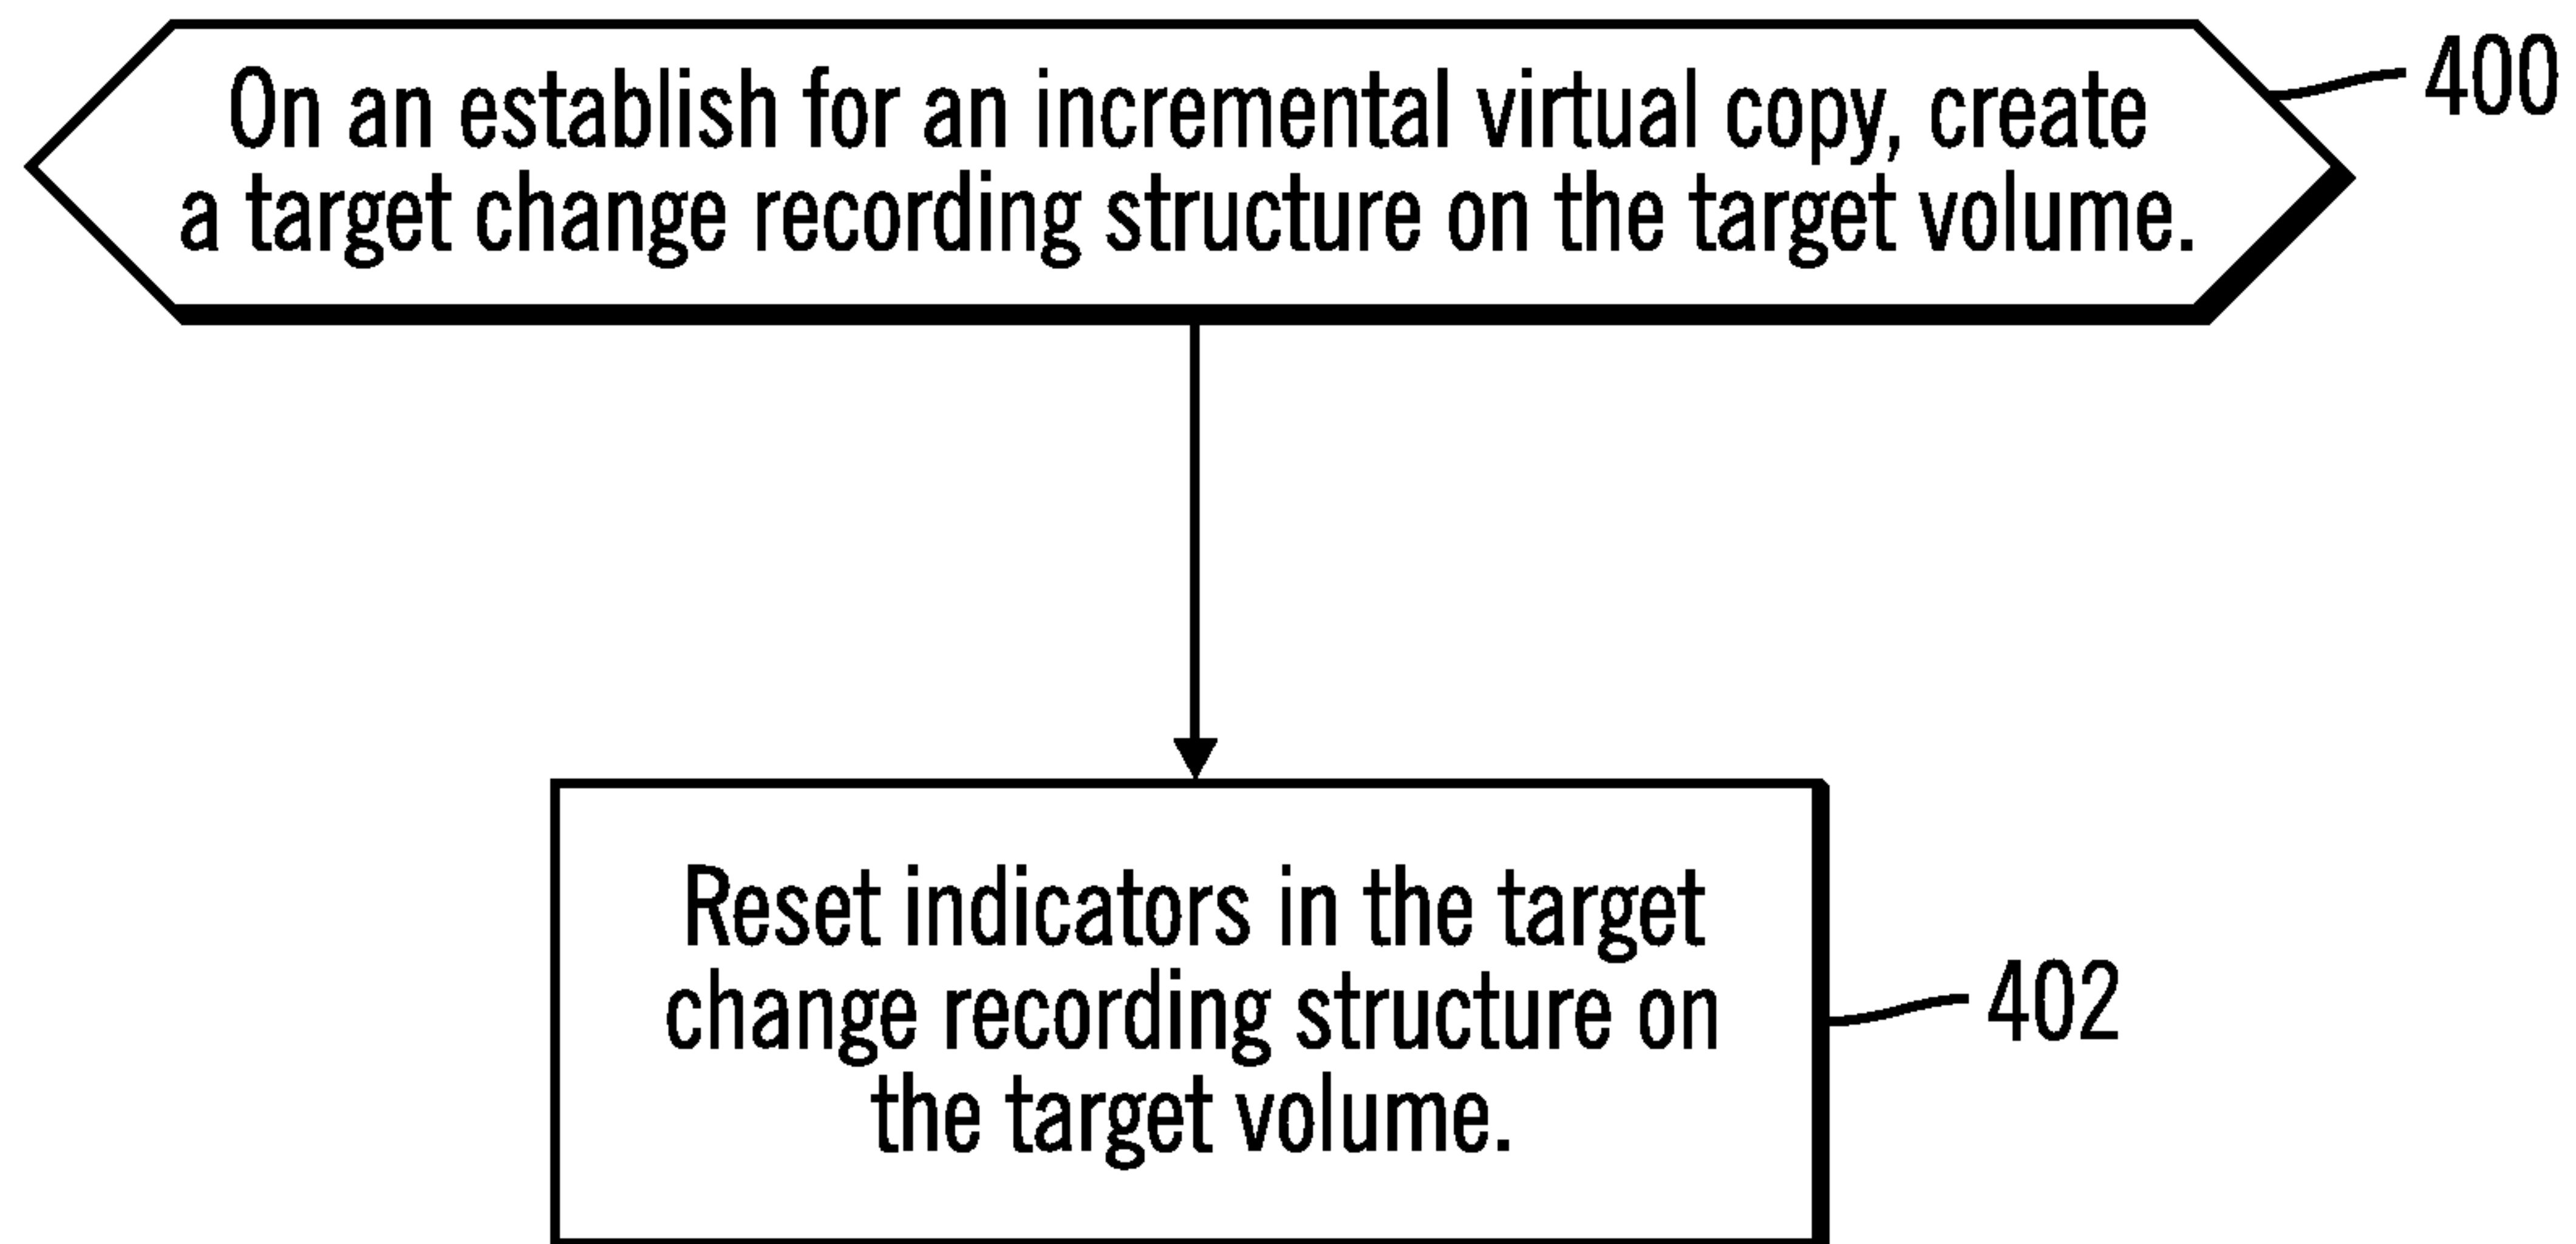 On an establish for an incremental virtual copy, create
a target change recording structure on the target volume.
400
Reset indicators in the target
change recording structure on
the target volume.
402